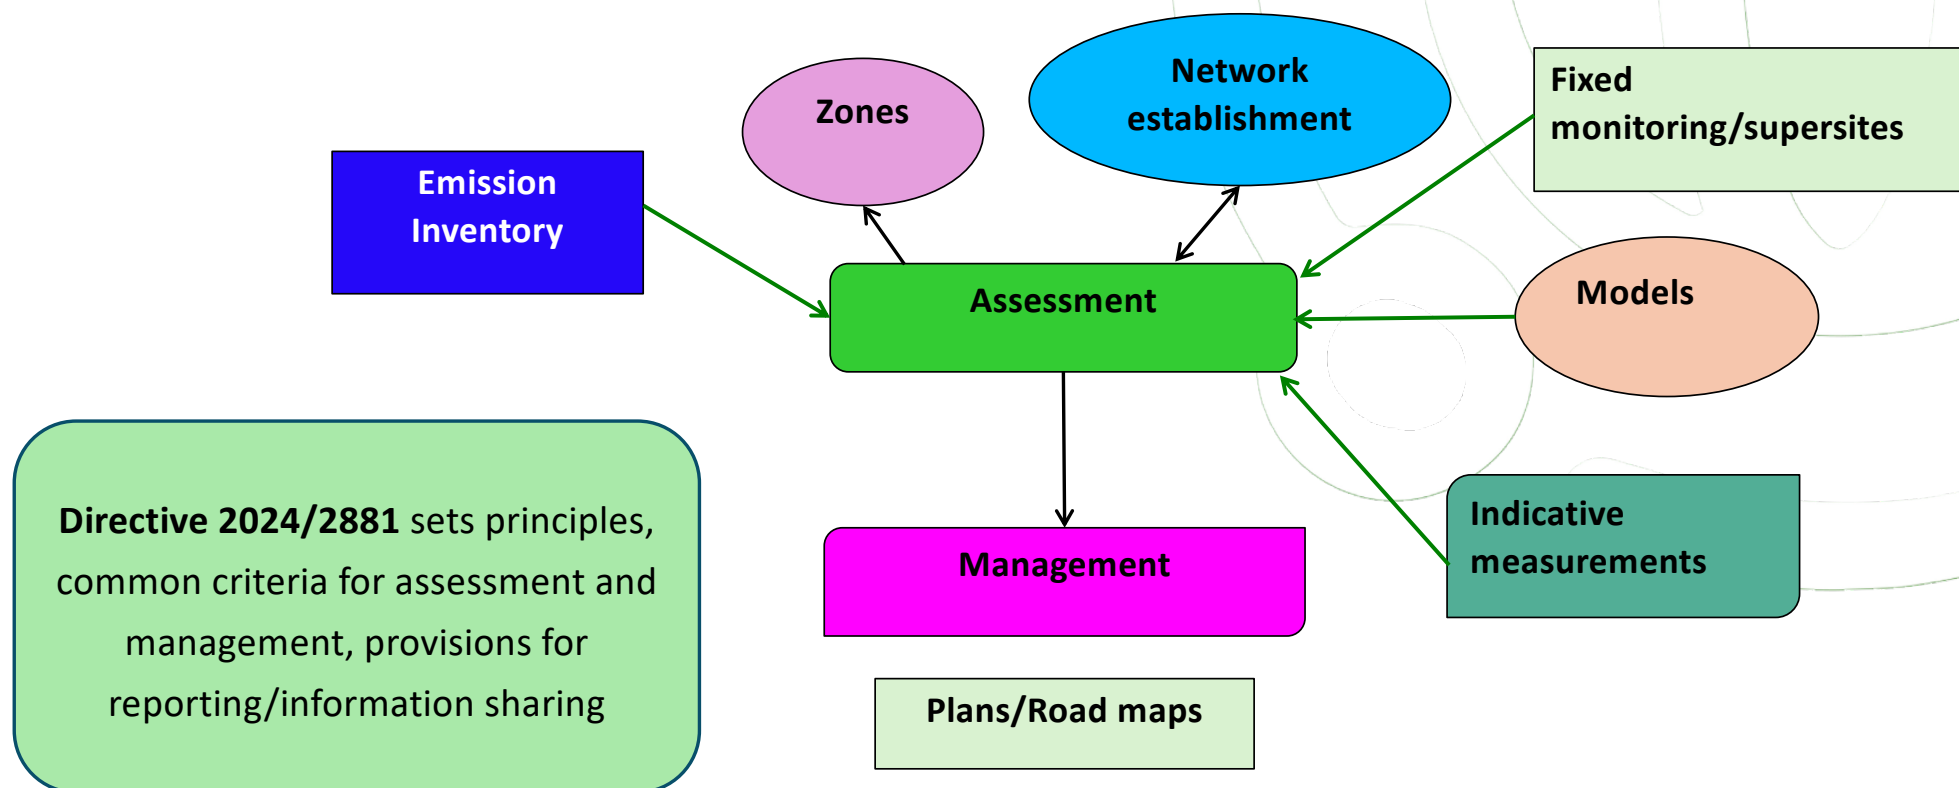 Zones
Network
establishment
Fixed
monitoring/supersites
Emission
Inventory
Assessment
Models
Directive 2024/2881 sets principles,
common criteria for assessment and
management, provisions for
reporting/information sharing
Management
Indicative
measurements
Plans/Road maps